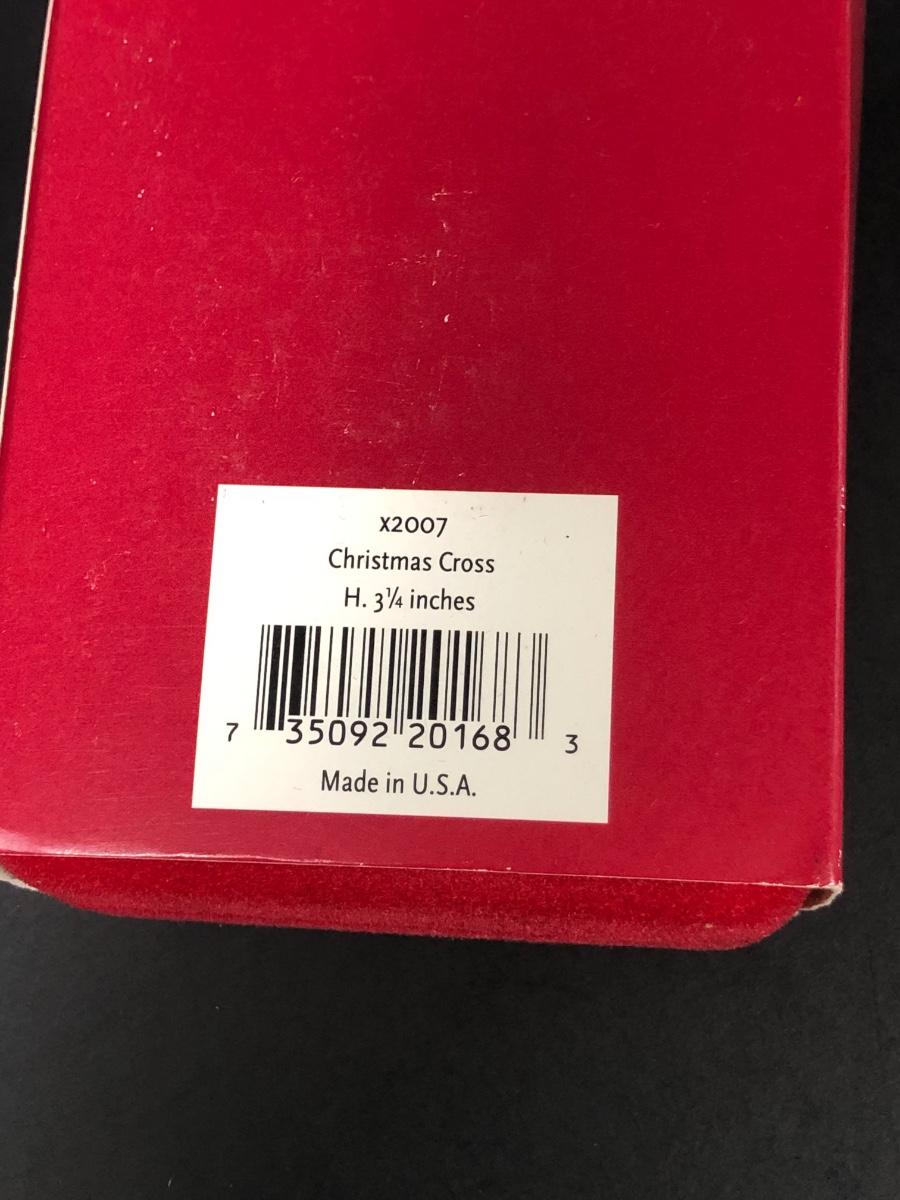 x2007
Christmas Cross
H. 3¼ inches
7 35092 20168 3
Made in U.S.A.